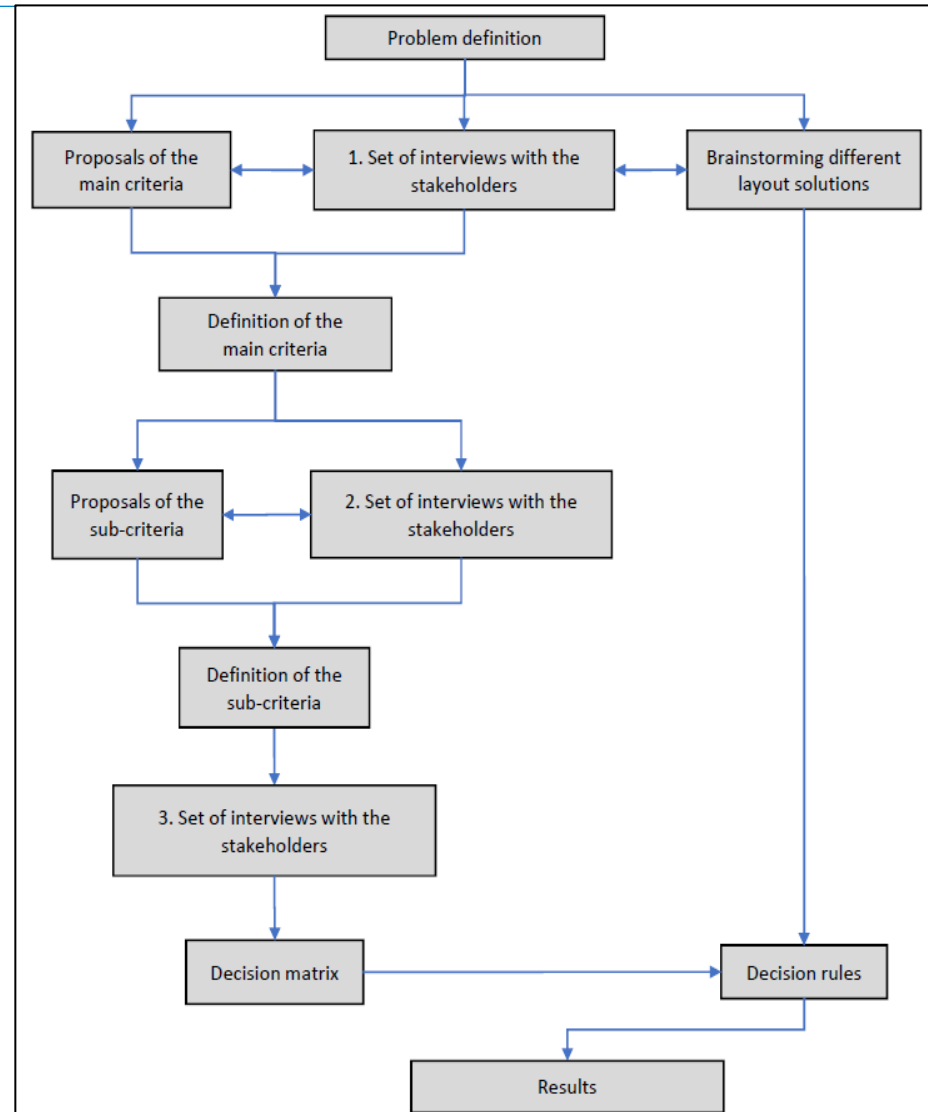 Problem definition
Proposals of the
main criteria
1. Set of interviews with the
stakeholders
Brainstorming different
layout solutions
Definition of the
main criteria
Proposals of the
sub-criteria
2. Set of interviews with the
stakeholders
Definition of the
sub-criteria
3. Set of interviews with the
stakeholders
Decision matrix
Decision rules
Results